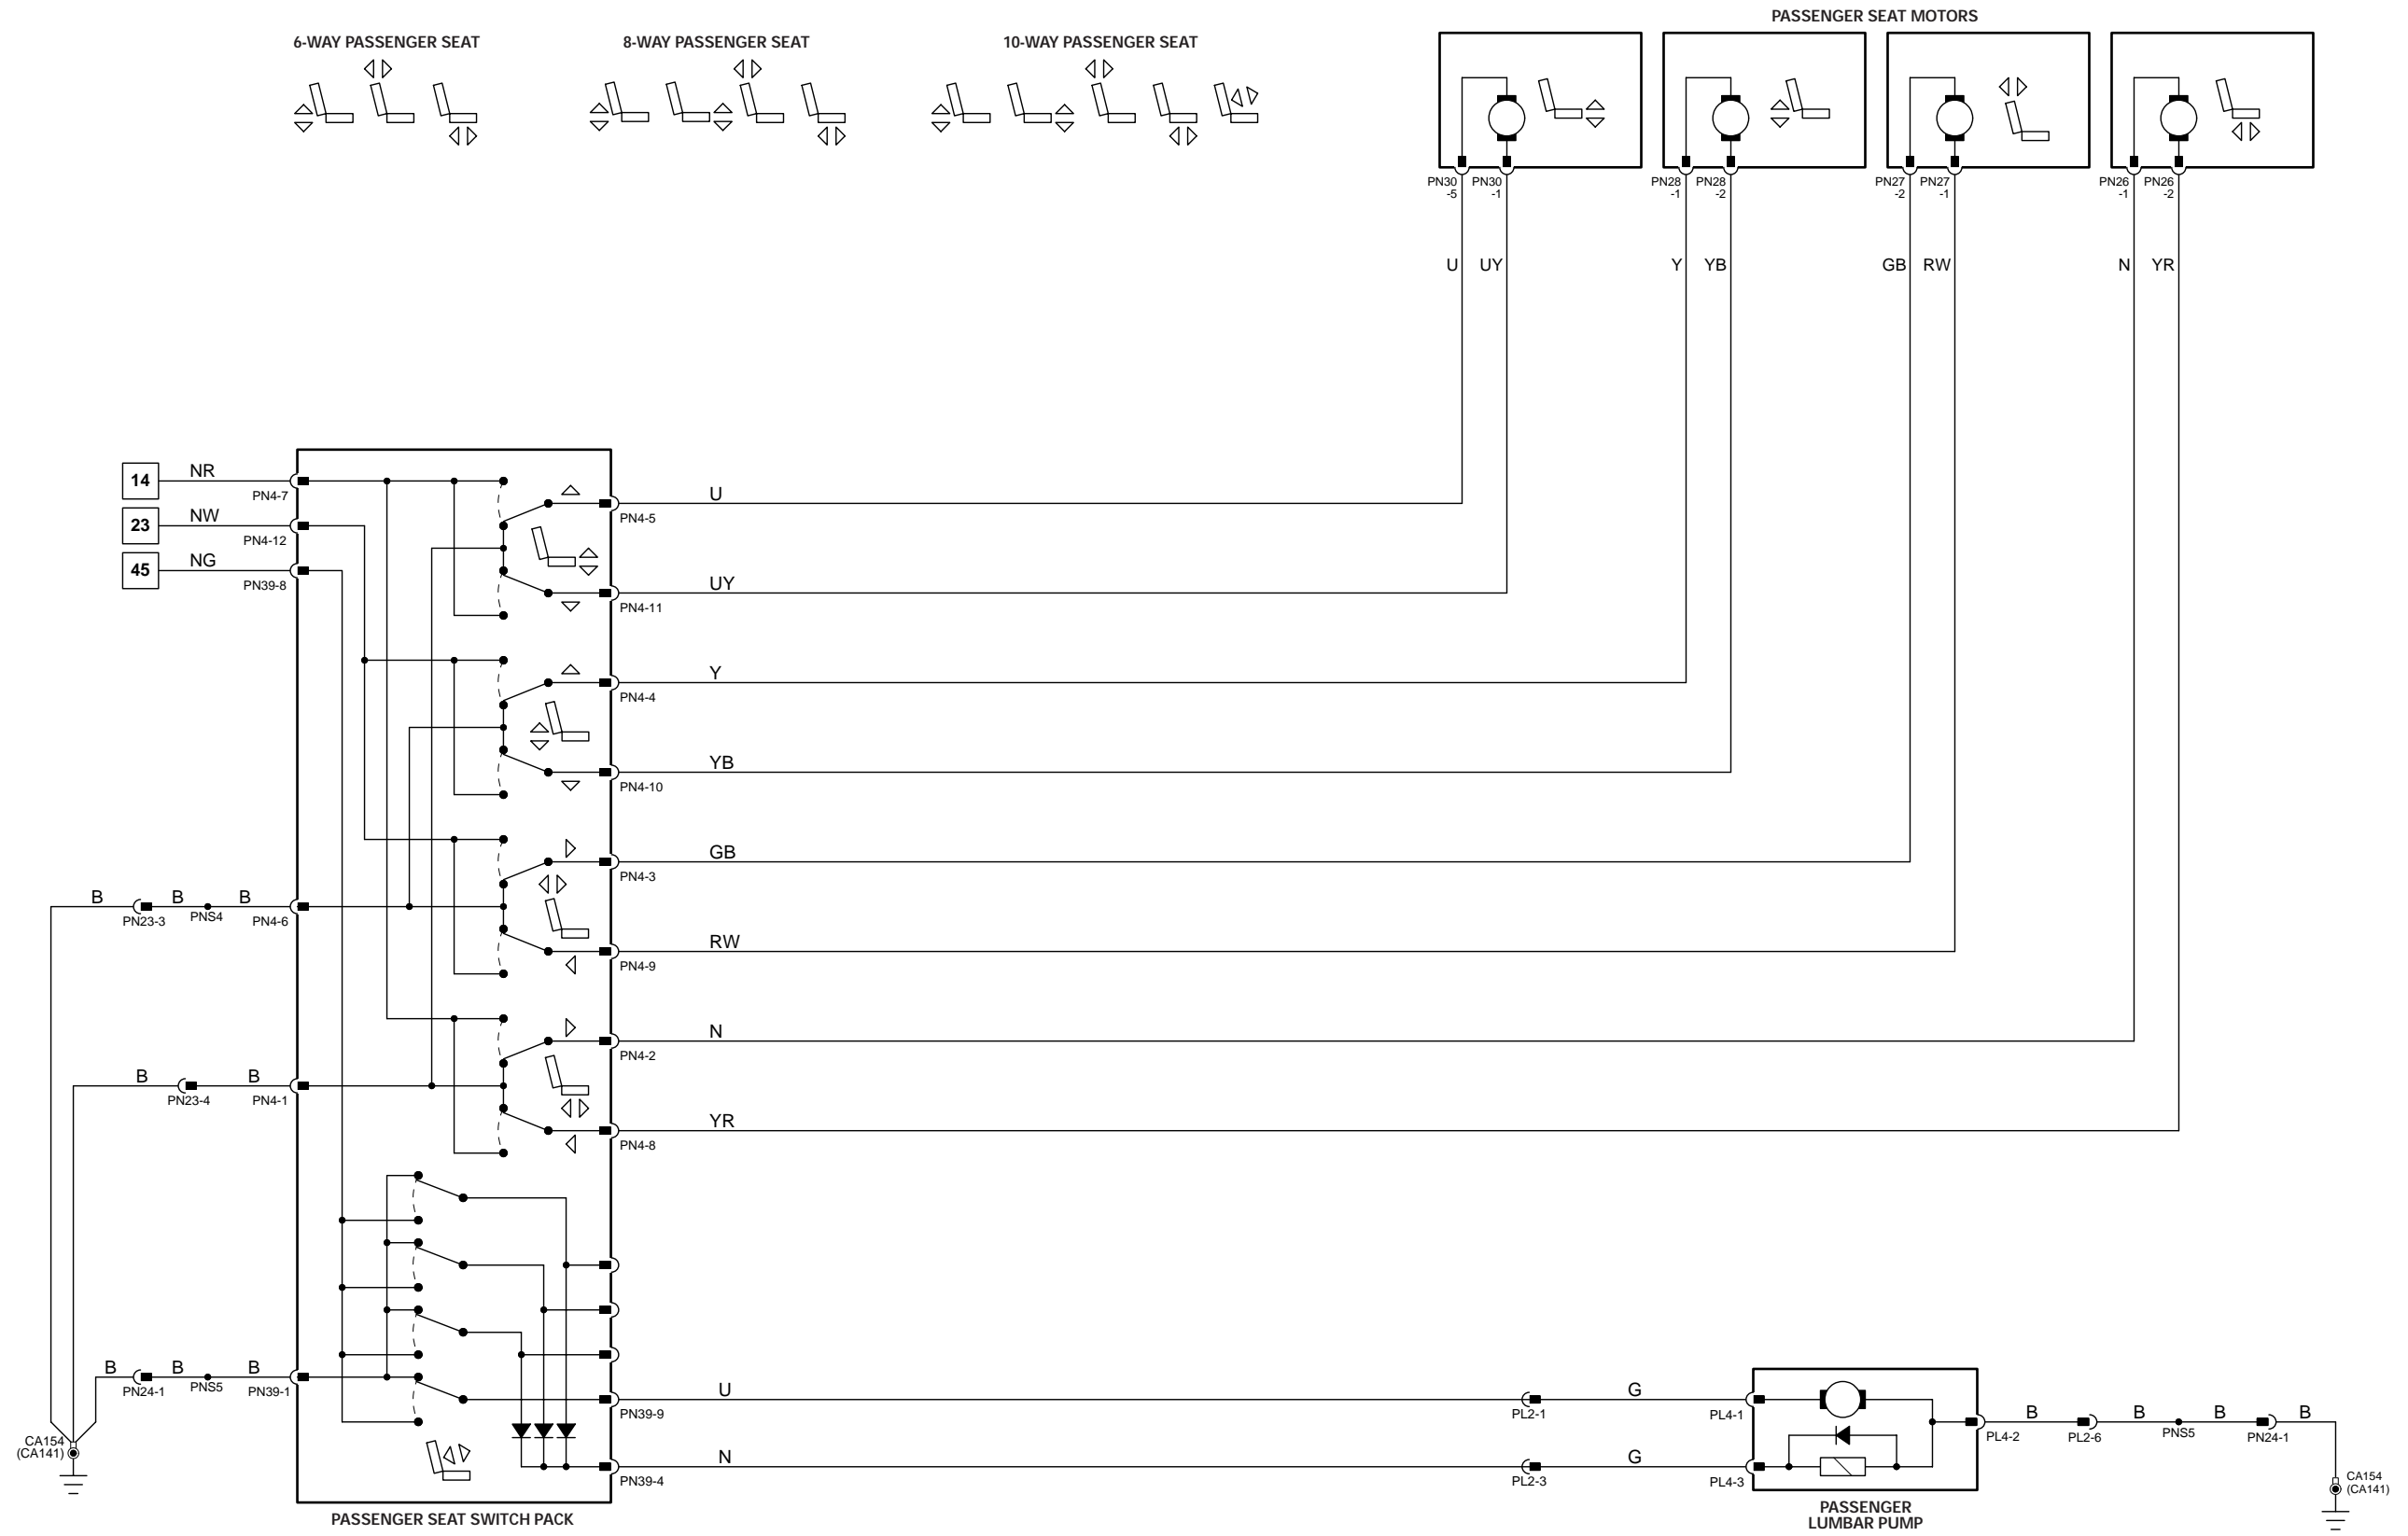 PASSENGER SEAT MOTORS
6-WAY PASSENGER SEAT
8-WAY PASSENGER SEAT
10-WAY PASSENGER SEAT
PN30
-5
PN30
-1
PN28
-1
PN28
-2
PN27
-2
PN27
-1
PN26
-1
PN26
-2
U
UY
Y
YB
GB
RW
N
YR
14
NR
PN4-7
23
NW
PN4-12
45
NG
PN39-8
U
PN4-5
UY
PN4-11
Y
PN4-4
YB
PN4-10
GB
PN4-3
B
PN23-3
B
PNS4
B
PN4-6
RW
PN4-9
N
PN4-2
B
PN23-4
B
PN4-1
YR
PN4-8
B
PN24-1
B
PNS5
B
PN39-1
U
PN39-9
PL2-1
G
PL4-1
B
PL4-2
PL2-6
B
PNS5
B
PN24-1
B
CA154
(CA141)
N
PN39-4
PL2-3
G
PL4-3
CA154
(CA141)
PASSENGER SEAT SWITCH PACK
PASSENGER
LUMBAR PUMP